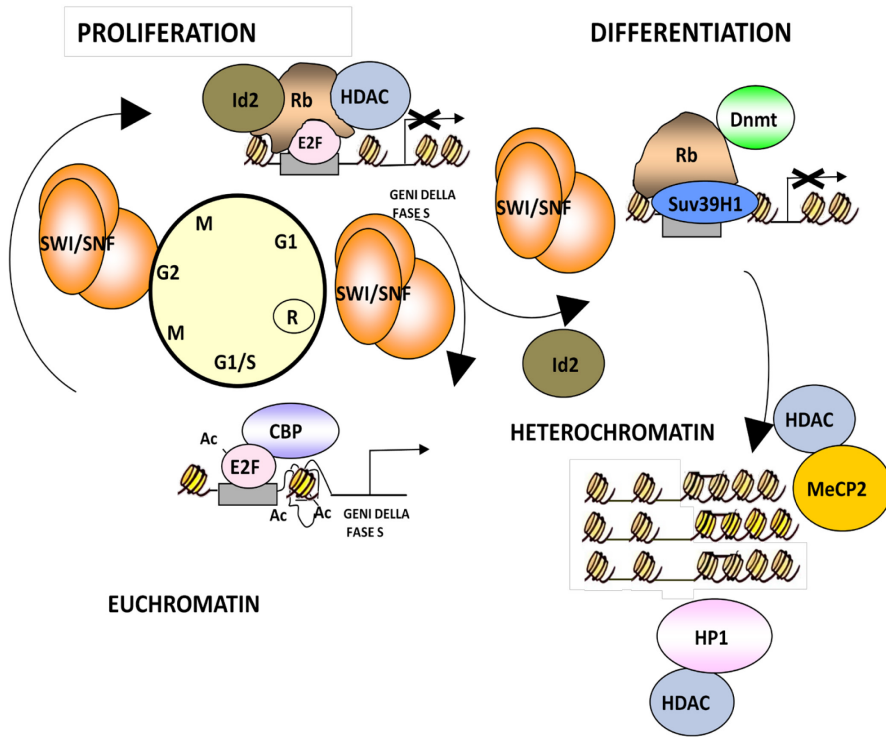 PROLIFERATION
DIFFERENTIATION
Id2
Rb
HDAC
E2F
Dnmt
Rb
Suv39H1
SWI/SNF
GENI DELLA
FASE S
SWI/SNF
M
G1
G2
R
M
G1/S
SWI/SNF
Id2
Ac
CBP
E2F
Ac
Ac
GENI DELLA
FASE S
EUCHROMATIN
HETEROCHROMATIN
HDAC
MeCP2
HP1
HDAC